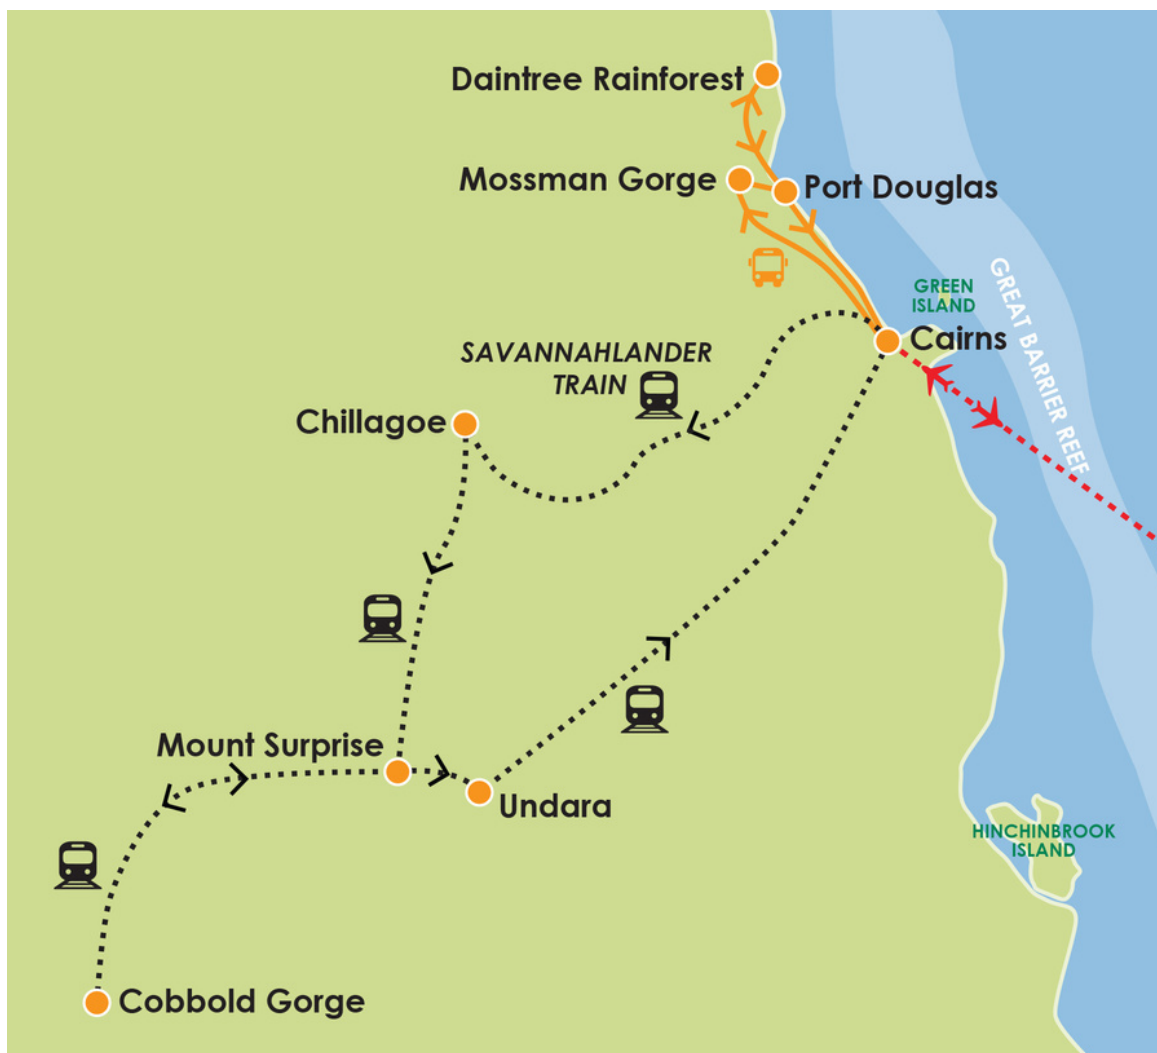 Daintree Rainforest
Mossman Gorge
Port Douglas
GREEN
ISLAND
GREAT BARRIER REEF
Cairns
SAVANNAHLANDER
TRAIN
Chillagoe
Mount Surprise
Undara
HINCHINBROOK
ISLAND
Cobbold Gorge